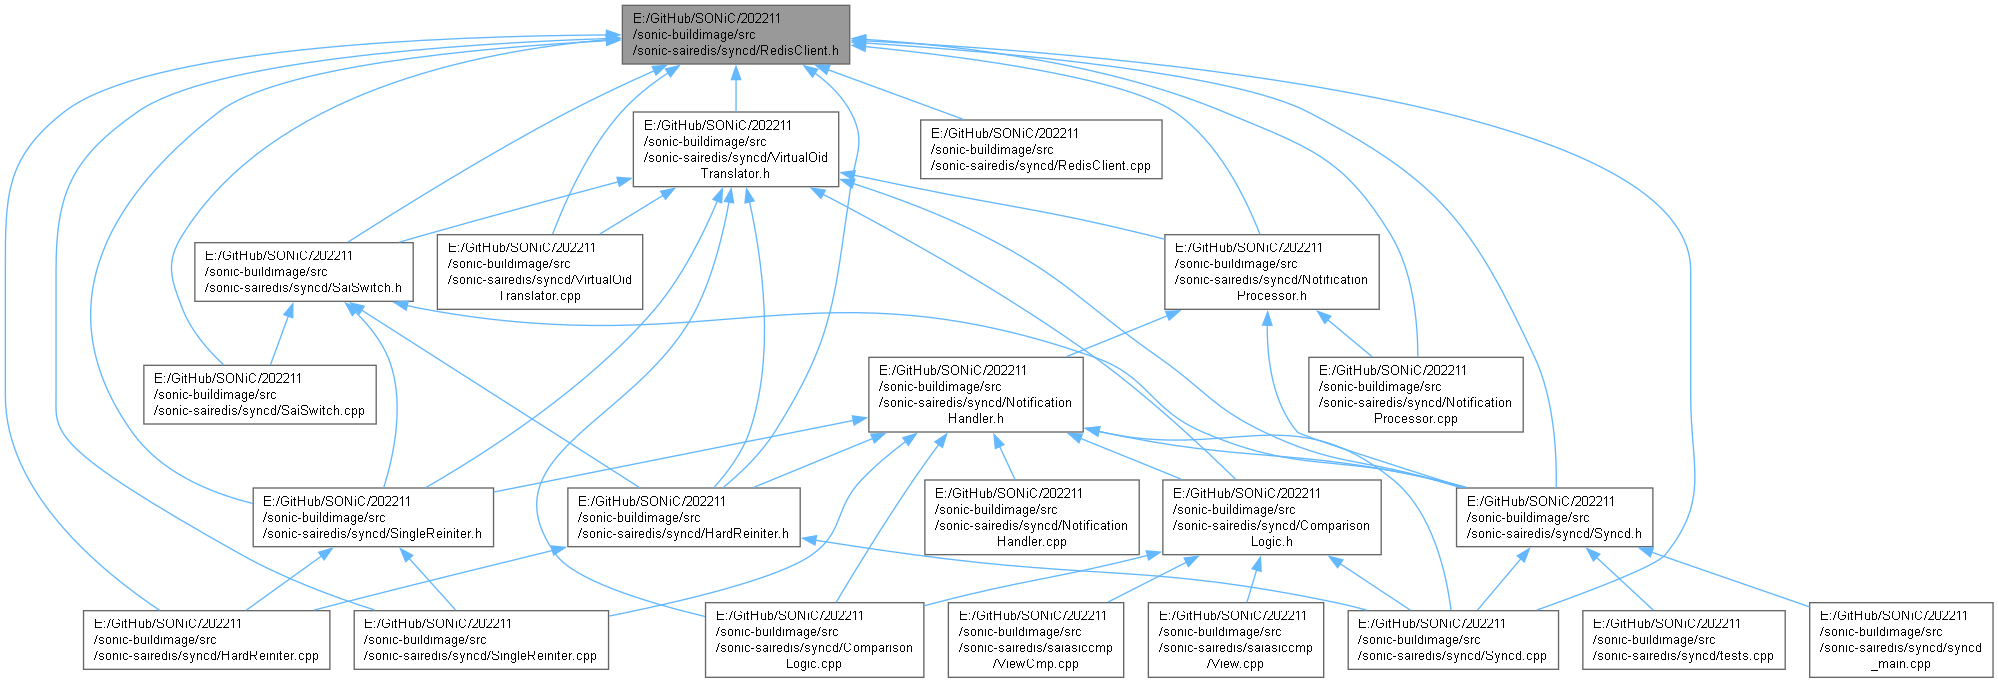 E:/GitHub/SONiC/202211
/sonic-buildimage/src
/sonic-sairedis/syncd/RedisClient.h
E:/GitHub/SONiC/202211
/sonic-buildimage/src
/sonic-sairedis/syncd/VirtualOid
Translator.h
E:/GitHub/SONiC/202211
/sonic-buildimage/src
/sonic-sairedis/syncd/RedisClient.cpp
E:/GitHub/SONiC/202211
/sonic-buildimage/src
/sonic-sairedis/syncd/SaiSwitch.h
E:/GitHub/SONiC/202211
/sonic-buildimage/src
/sonic-sairedis/syncd/VirtualOid
Translator.cpp
E:/GitHub/SONiC/202211
/sonic-buildimage/src
/sonic-sairedis/syncd/Notification
Processor.h
E:/GitHub/SONiC/202211
/sonic-buildimage/src
/sonic-sairedis/syncd/SaiSwitch.cpp
E:/GitHub/SONiC/202211
/sonic-buildimage/src
/sonic-sairedis/syncd/Notification
Handler.h
E:/GitHub/SONiC/202211
/sonic-buildimage/src
/sonic-sairedis/syncd/Notification
Processor.cpp
E:/GitHub/SONiC/202211
/sonic-buildimage/src
/sonic-sairedis/syncd/SingleReiniter.h
E:/GitHub/SONiC/202211
/sonic-buildimage/src
/sonic-sairedis/syncd/HardReiniter.h
E:/GitHub/SONiC/202211
/sonic-buildimage/src
/sonic-sairedis/syncd/Notification
Handler.cpp
E:/GitHub/SONiC/202211
/sonic-buildimage/src
/sonic-sairedis/syncd/Comparison
Logic.h
E:/GitHub/SONiC/202211
/sonic-buildimage/src
/sonic-sairedis/syncd/Syncd.h
E:/GitHub/SONiC/202211
/sonic-buildimage/src
/sonic-sairedis/syncd/HardReiniter.cpp
E:/GitHub/SONiC/202211
/sonic-buildimage/src
/sonic-sairedis/syncd/SingleReiniter.cpp
E:/GitHub/SONiC/202211
/sonic-buildimage/src
/sonic-sairedis/syncd/Comparison
Logic.cpp
E:/GitHub/SONiC/202211
/sonic-buildimage/src
/sonic-sairedis/saiasiccmp
/ViewCmp.cpp
E:/GitHub/SONiC/202211
/sonic-buildimage/src
/sonic-sairedis/saiasiccmp
/View.cpp
E:/GitHub/SONiC/202211
/sonic-buildimage/src
/sonic-sairedis/syncd/Syncd.cpp
E:/GitHub/SONiC/202211
/sonic-buildimage/src
/sonic-sairedis/syncd/tests.cpp
E:/GitHub/SONiC/202211
/sonic-buildimage/src
/sonic-sairedis/syncd/syncd
_main.cpp